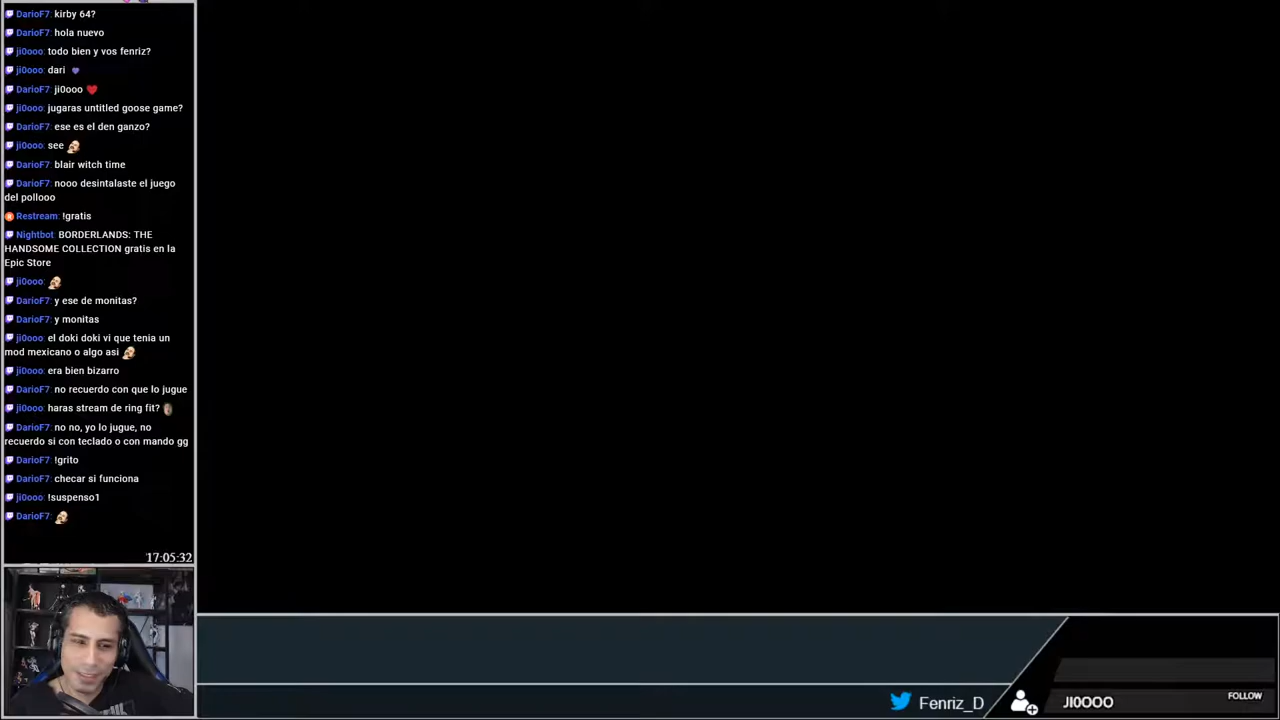 DarioF7: kirby 64?
DarioF7: hola nuevo
ji0ooo: todo bien y vos fenriz?
ji0ooo: dari
DarioF7: ji0ooo
ji0ooo: jugaras untitled goose game?
DarioF7: ese es el den ganzo?
ji0ooo: see
DarioF7: blair witch time
DarioF7: nooo desintalaste el juego
del pollooo
Restream: !gratis
Nightbot: BORDERLANDS: THE
HANDSOME COLLECTION gratis en la
Epic Store
ji0ooo:
DarioF7: y ese de monitas?
DarioF7: y monitas
ji0ooo: el doki doki vi que tenia un
mod mexicano o algo asi
ji0ooo: era bien bizarro
DarioF7: no recuerdo con que lo jugue
ji0ooo: haras stream de ring fit?
DarioF7: no no, yo lo jugue, no
recuerdo si con teclado o con mando gg
DarioF7: !grito
DarioF7: checar si funciona
ji0ooo: !suspenso1
DarioF7:
17:05:32
Fenriz_D
JI0OOO
FOLLOW